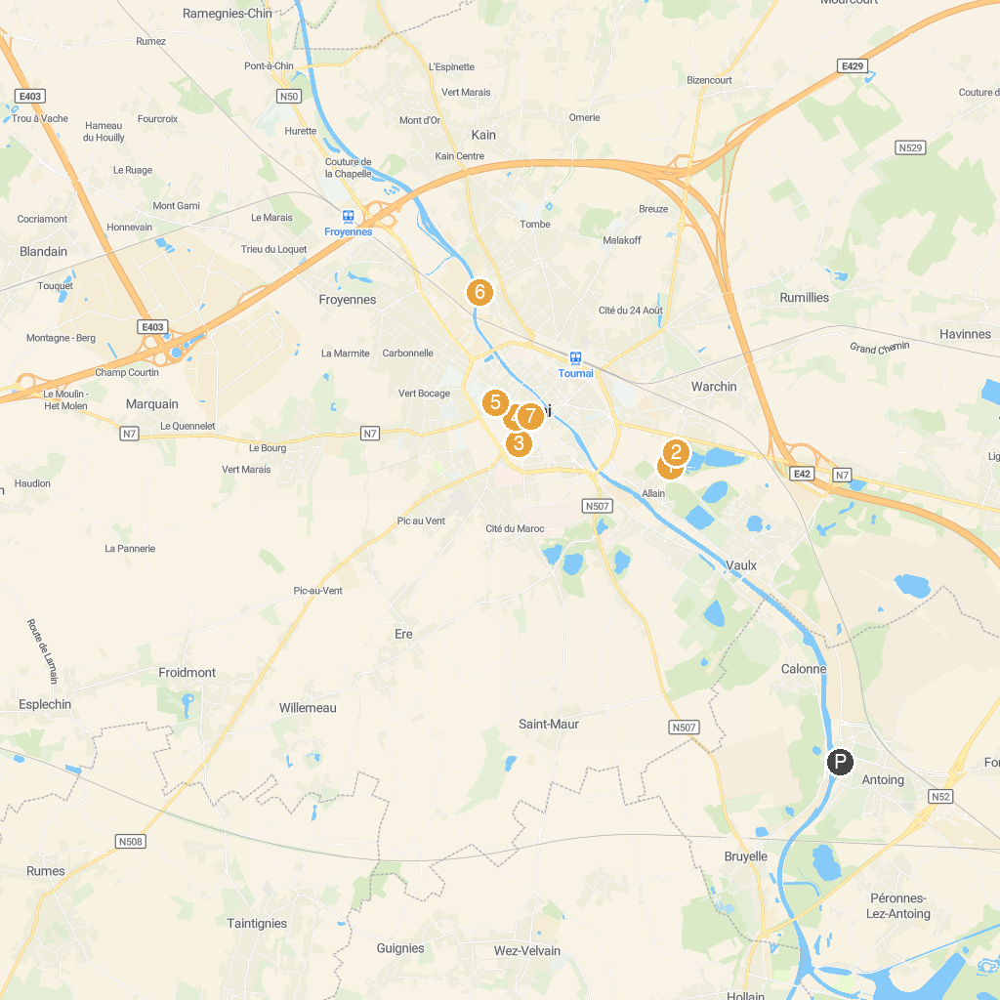 Mourcourt
Ramegnies-Chin
Rumez
Pont-à-Chin
L'Espinette
E429
Bizencourt
E403
N50
Vert Marais
Couture d
Trou à Vache
Hameau
du Houilly
Fourcroix
Hurette
Mont d'Or
Omerie
Kain
N529
Kain Centre
Couture de
la Chapelle
Le Ruage
Mont Garni
Cocriamont
Honnevain
Le Marais
Froyennes
Breuze
Tombe
Malakoff
Blandain
Trieu du Loquet
Touquet
6
Froyennes
Rumillies
Cité du 24 Août
E403
Montagne - Berg
Havinnes
Grand Chemin
La Marmite
Carbonnelle
Tournai
Champ Courtin
Warchin
Le Moulin -
Het Molen
Marquain
Vert Bocage
5
7
i
Le Quennelet
N7
N7
3
Le Bourg
2
Vert Marais
E42
N7
Haudion
Allain
N507
Pic au Vent
Cité du Maroc
La Pannerie
Vaulx
Pic-au-Vent
Route de Lamain
Ere
Calonne
Froidmont
Esplechin
Willemeau
Saint-Maur
N507
P
Antoing
N52
N508
Rumes
Bruyelle
Péronnes-
Lez-Antoing
Taintignies
Guignies
Wez-Velvain
Hollain